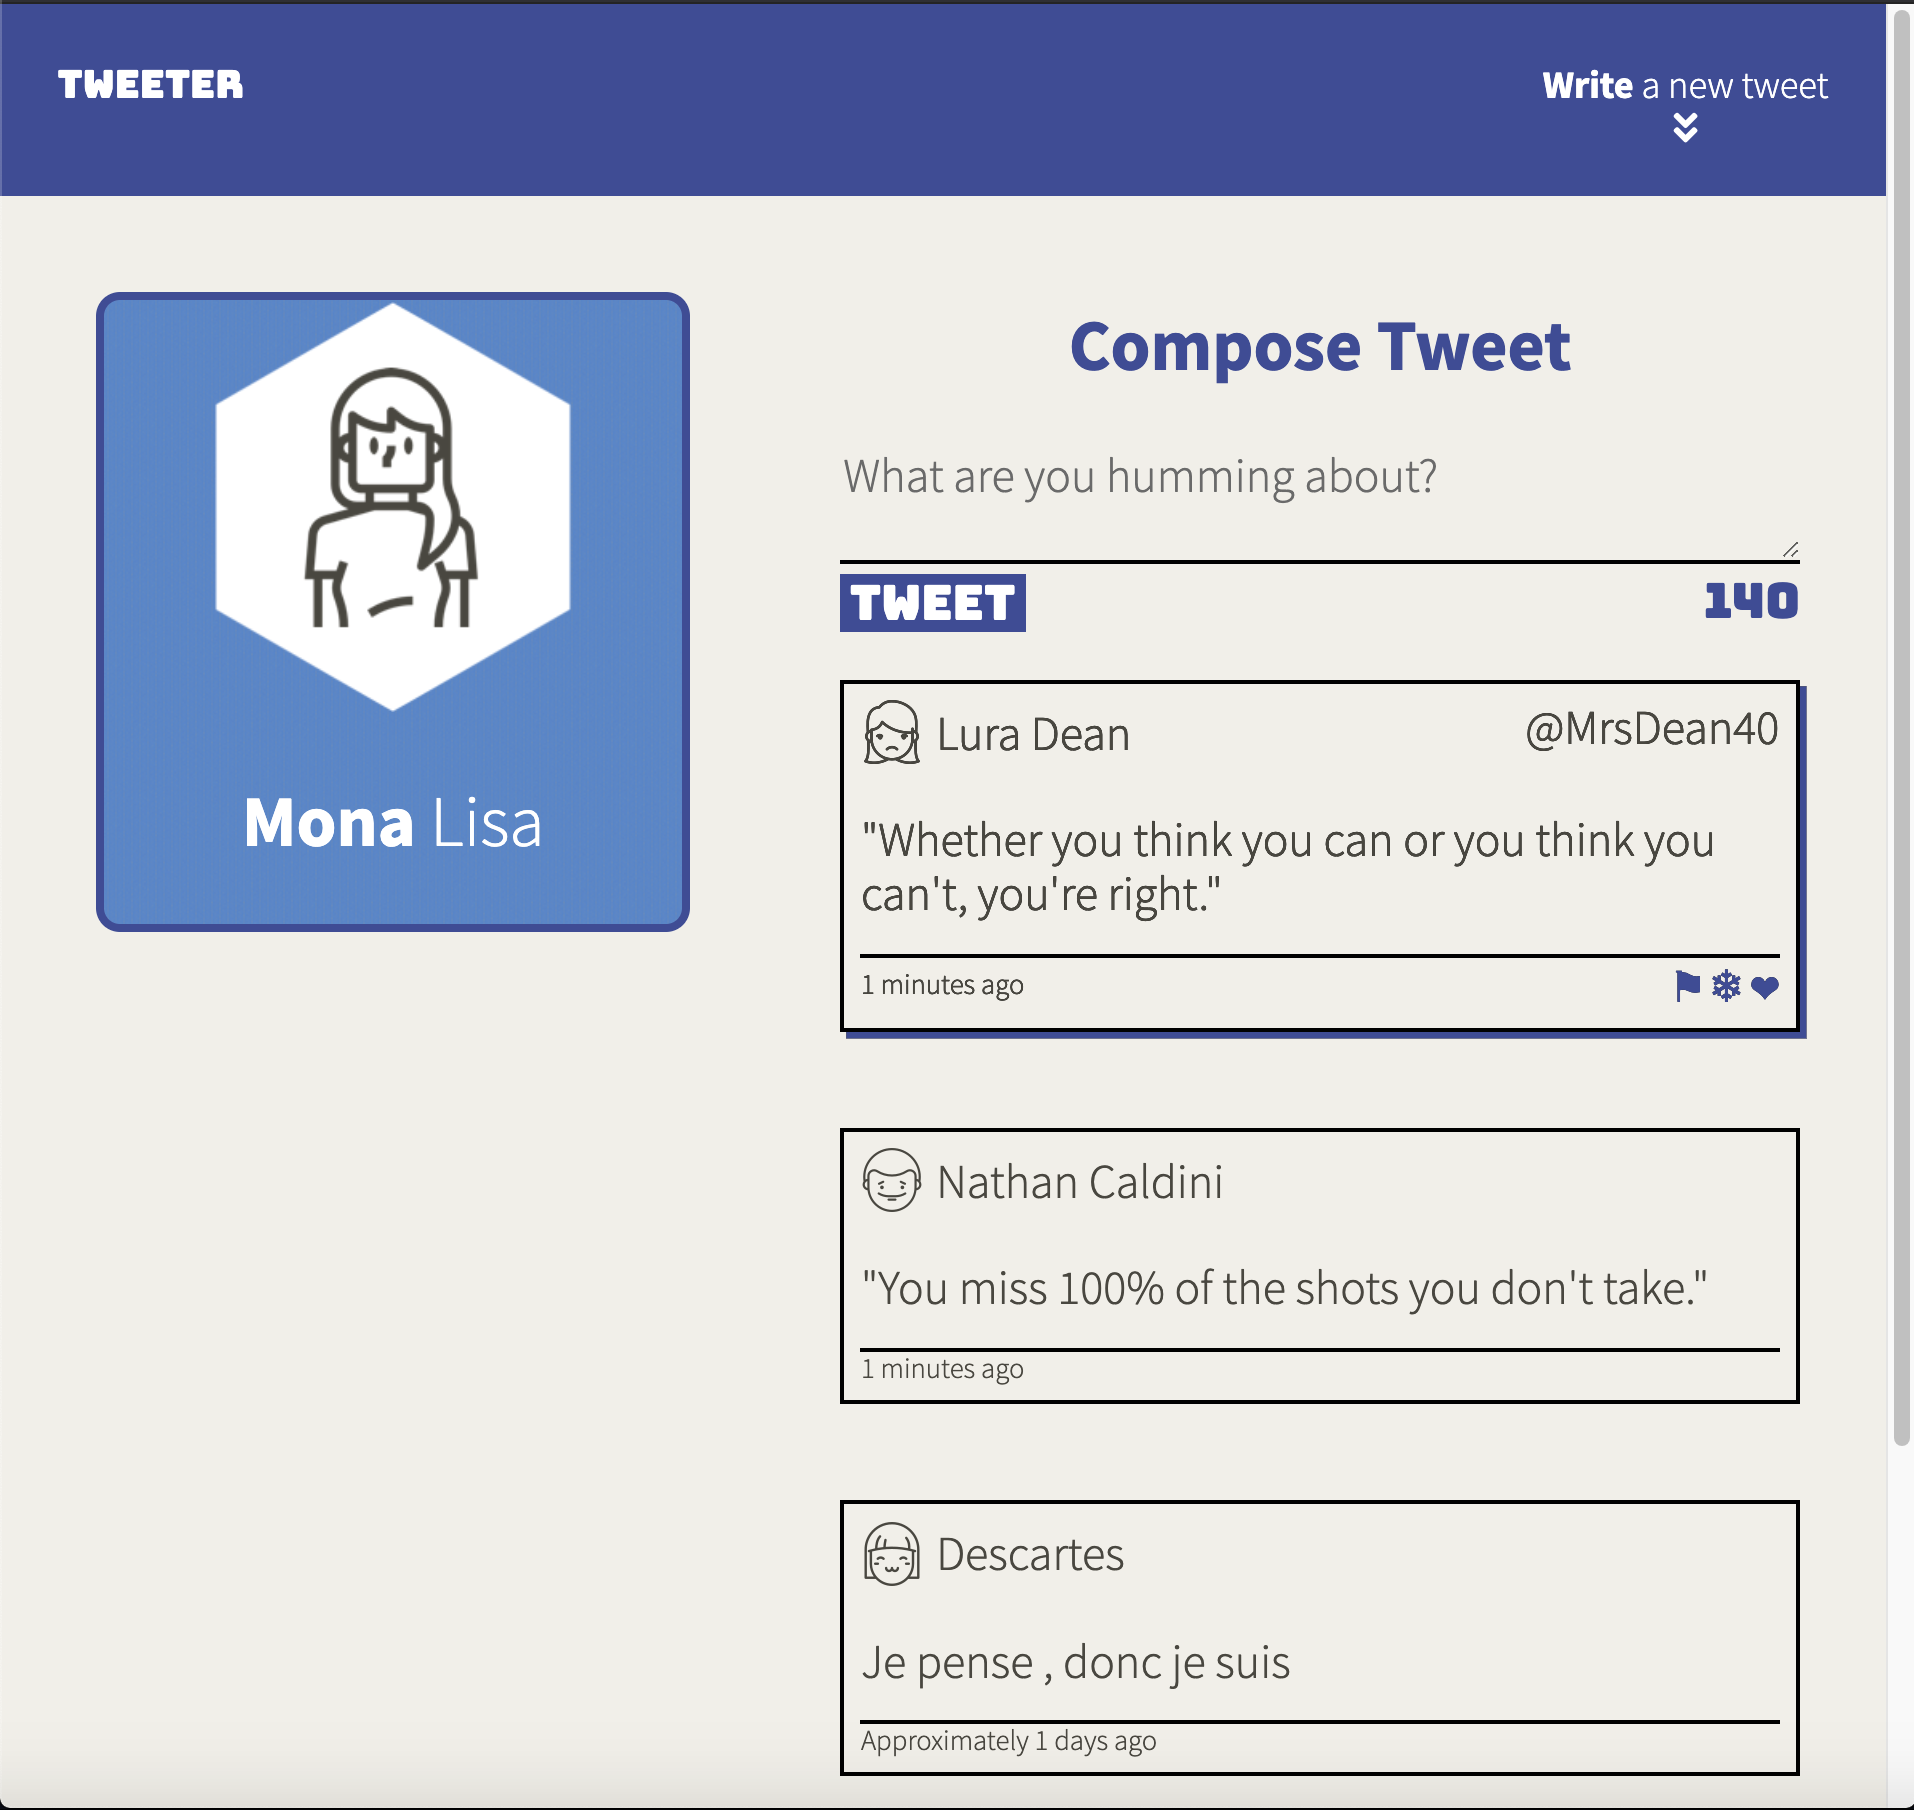 TWEETER
Write a new tweet
Mona Lisa
Compose Tweet
What are you humming about?
TWEET
140
Lura Dean
@MrsDean40
"Whether you think you can or you think you
can't, you're right."
1 minutes ago
Nathan Caldini
"You miss 100% of the shots you don't take."
1 minutes ago
Descartes
Je pense , donc je suis
Approximately 1 days ago